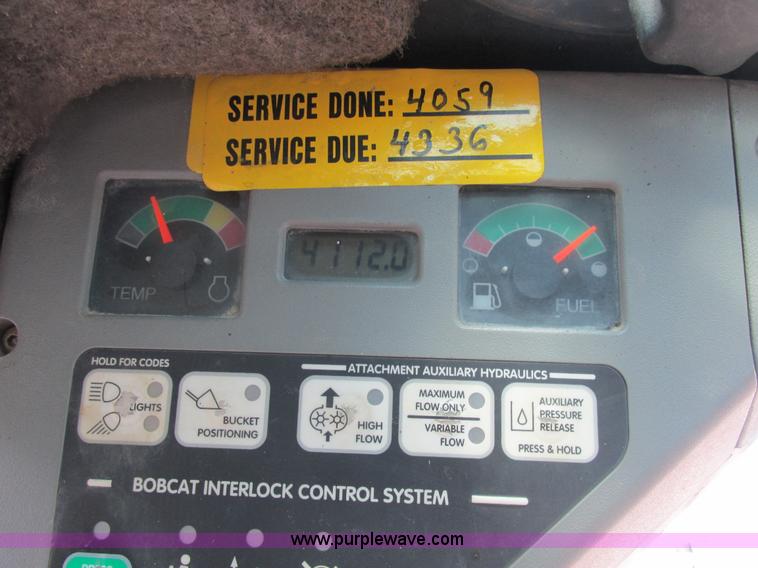 SERVICE DONE: 4059
SERVICE DUE: 4336
4112.0
TEMP
FUEL
HOLD FOR CODES
ATTACHMENT AUXILIARY HYDRAULICS
LIGHTS
BUCKET
POSITIONING
HIGH
FLOW
MAXIMUM
FLOW ONLY
VARIABLE
FLOW
AUXILIARY
PRESSURE
RELEASE
PRESS & HOLD
BOBCAT INTERLOCK CONTROL SYSTEM
www.purplewave.com